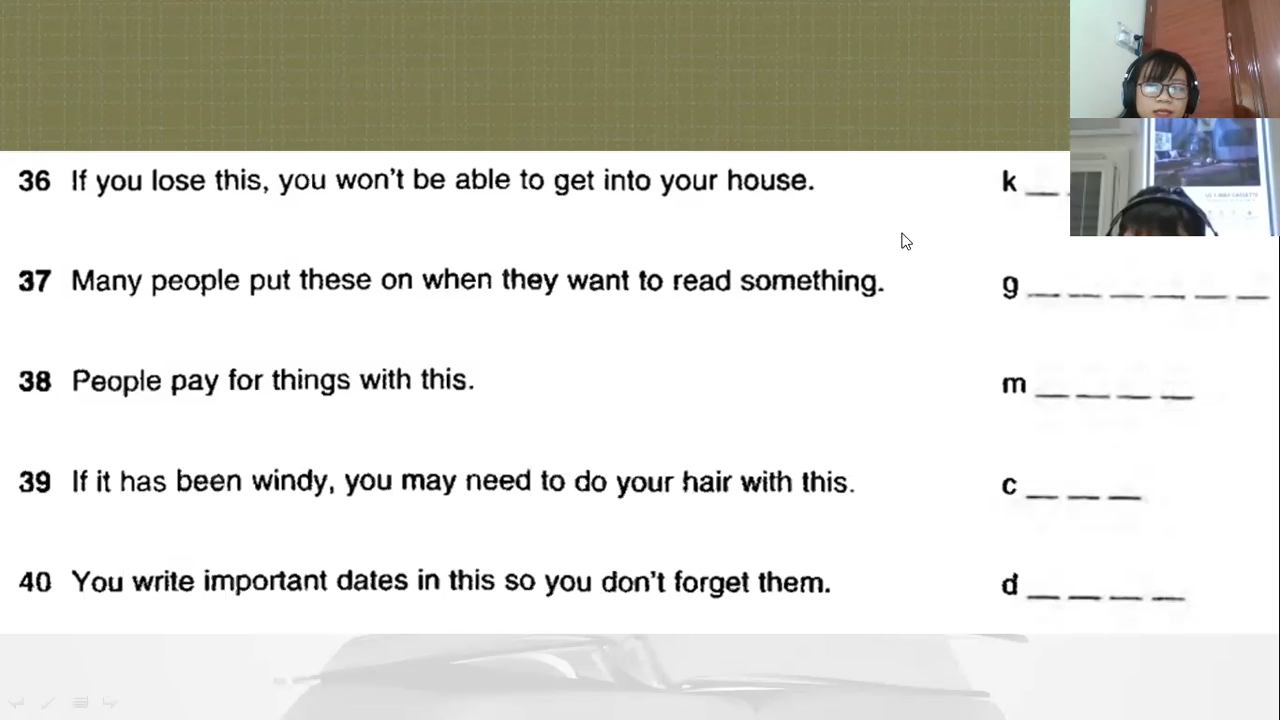 36 If you lose this, you won't be able to get into your house. k _
37 Many people put these on when they want to read something. g _ _ _ _ _ _
38 People pay for things with this. m _ _ _ _
39 If it has been windy, you may need to do your hair with this. c _ _ _
40 You write important dates in this so you don't forget them. d _ _ _ _